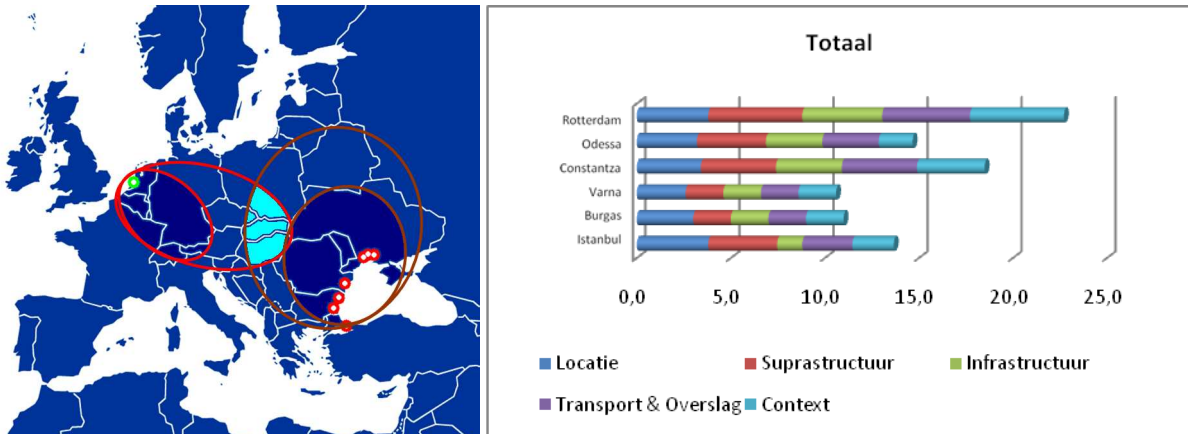 Totaal
Rotterdam
Odessa
Constantza
Varna
Burgas
Istanbul
0,0 5,0 10,0 15,0 20,0 25,0
Locatie Suprastructuur Infrastructuur
Transport & Overslag Context